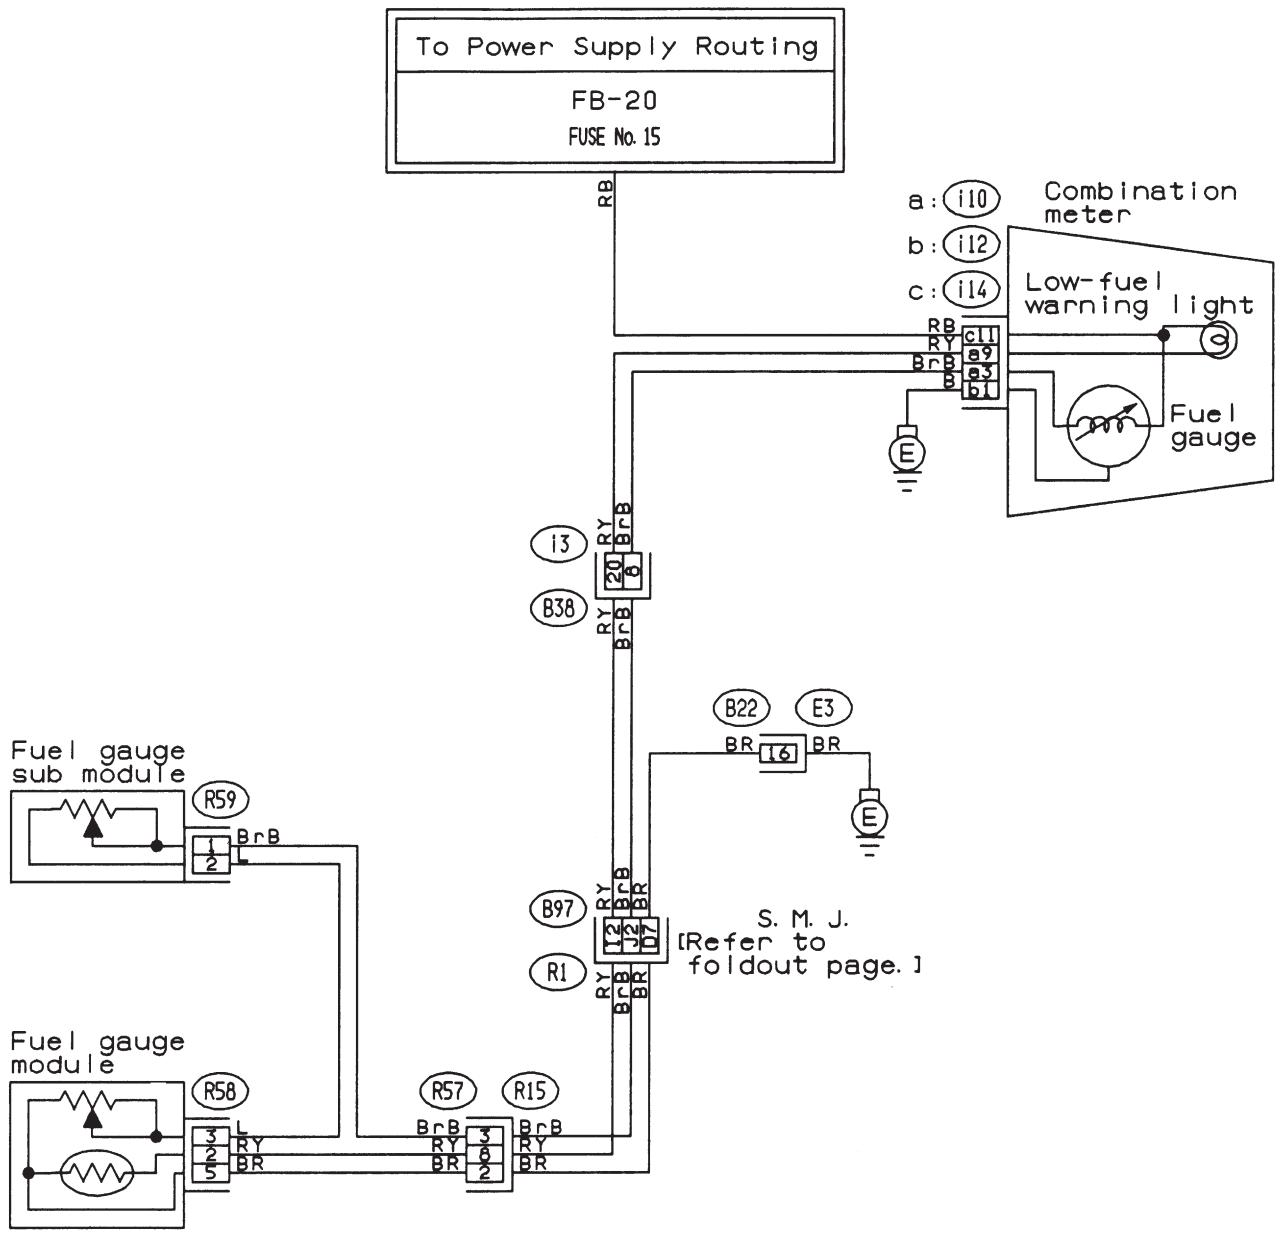 To Power Supply Routing
FB-20
FUSE No. 15
RB
a: i10
b: i12
c: i14
Combination
meter
Low-fuel
warning light
RB
c11
RY
a9
BrB
a3
B
b1
E
Fuel
gauge
RY
BrB
i3
20
8
B38
RY
BrB
B22
E3
BR
16
BR
E
Fuel gauge
sub module
R59
1
BrB
2
L
RY
BrB
BR
B97
I2
J2
D7
S. M. J.
[Refer to
foldout page. ]
R1
RY
BrB
BR
Fuel gauge
module
R58
R57
R15
3
L
BrB
3
BrB
2
RY
RY
8
RY
5
BR
BR
2
BR